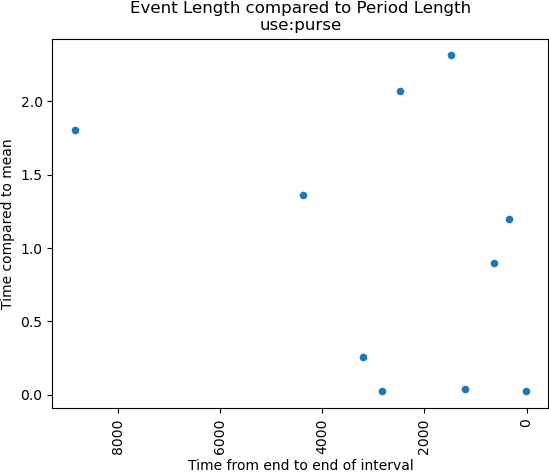 Event Length compared to Period Length
use:purse
Time compared to mean
2.0
1.5
1.0
0.5
0.0
8000
6000
4000
2000
0
Time from end to end of interval